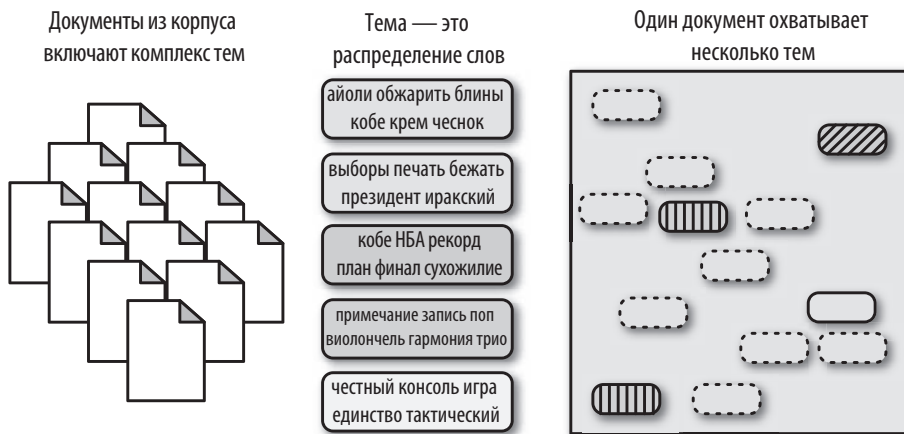 Документы из корпуса
включают комплекс тем
Тема — это
распределение слов
айоли обжарить блины
кобе крем чеснок
выборы печать бежать
президент иракский
кобе НБА рекорд
план финал сухожилие
примечание запись поп
виолончель гармония трио
честный консоль игра
единство тактический
Один документ охватывает
несколько тем